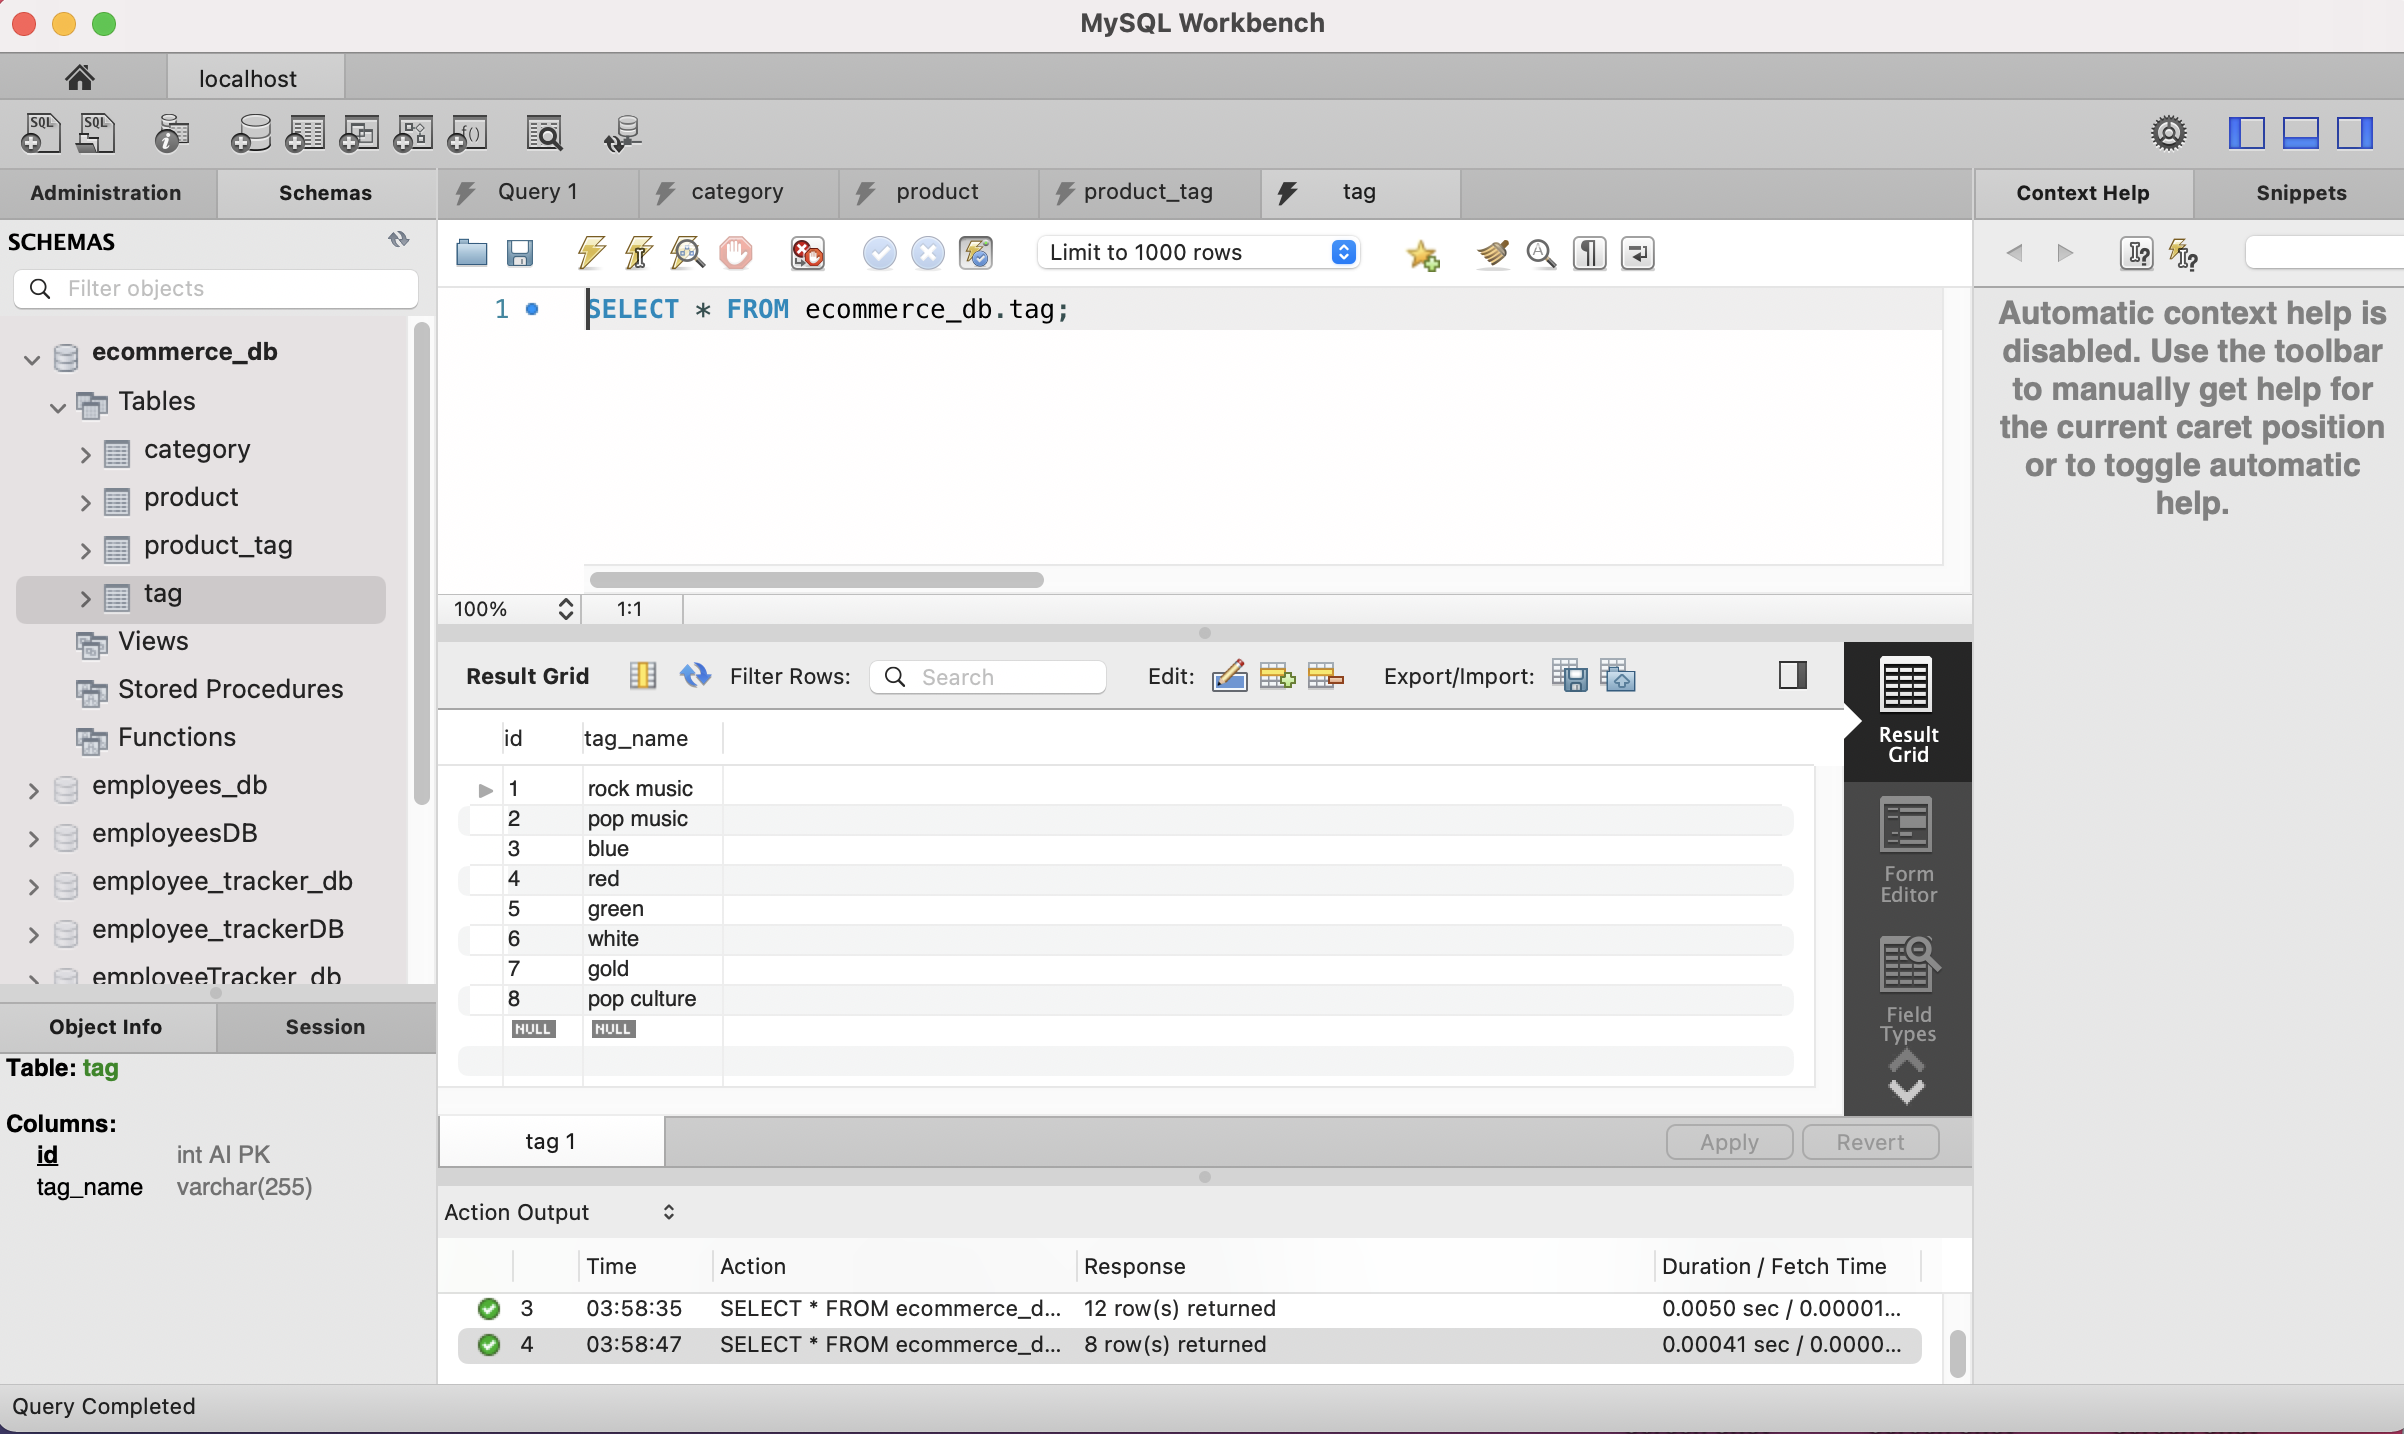 MySQL Workbench
localhost
Administration Schemas
SCHEMAS
Filter objects
ecommerce_db
Tables
category
product
product_tag
tag
Views
Stored Procedures
Functions
employees_db
employeesDB
employee_tracker_db
employee_trackerDB
employeeTracker_db
Object Info Session
Table: tag
Columns:
id int AI PK
tag_name varchar(255)
Query 1 category product product_tag tag
Limit to 1000 rows
1 SELECT * FROM ecommerce_db.tag;
100% 1:1
Result Grid Filter Rows: Search Edit: Export/Import:
id tag_name
1 rock music
2 pop music
3 blue
4 red
5 green
6 white
7 gold
8 pop culture
NULL NULL
Result
Grid
Form
Editor
Field
Types
tag 1 Apply Revert
Action Output
Time Action Response Duration / Fetch Time
3 03:58:35 SELECT * FROM ecommerce_d... 12 row(s) returned 0.0050 sec / 0.00001...
4 03:58:47 SELECT * FROM ecommerce_d... 8 row(s) returned 0.00041 sec / 0.0000...
Context Help Snippets
Automatic context help is
disabled. Use the toolbar
to manually get help for
the current caret position
or to toggle automatic
help.
Query Completed